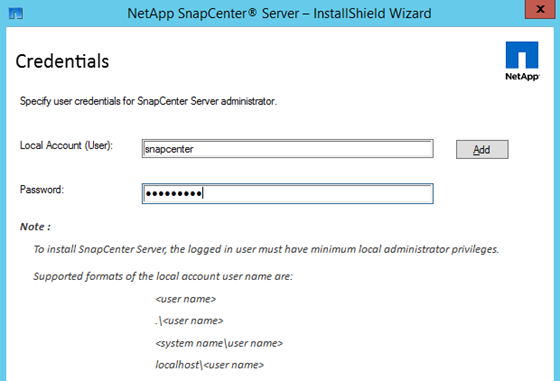 NetApp SnapCenter® Server – InstallShield Wizard
x
Credentials
NetApp
Specify user credentials for SnapCenter Server administrator.
Local Account (User):
snapcenter
Add
Password:
●●●●●●●●●
Note :
To install SnapCenter Server, the logged in user must have minimum local administrator privileges.
Supported formats of the local account user name are:
<user name>
.\<user name>
<system name\user name>
localhost\<user name>